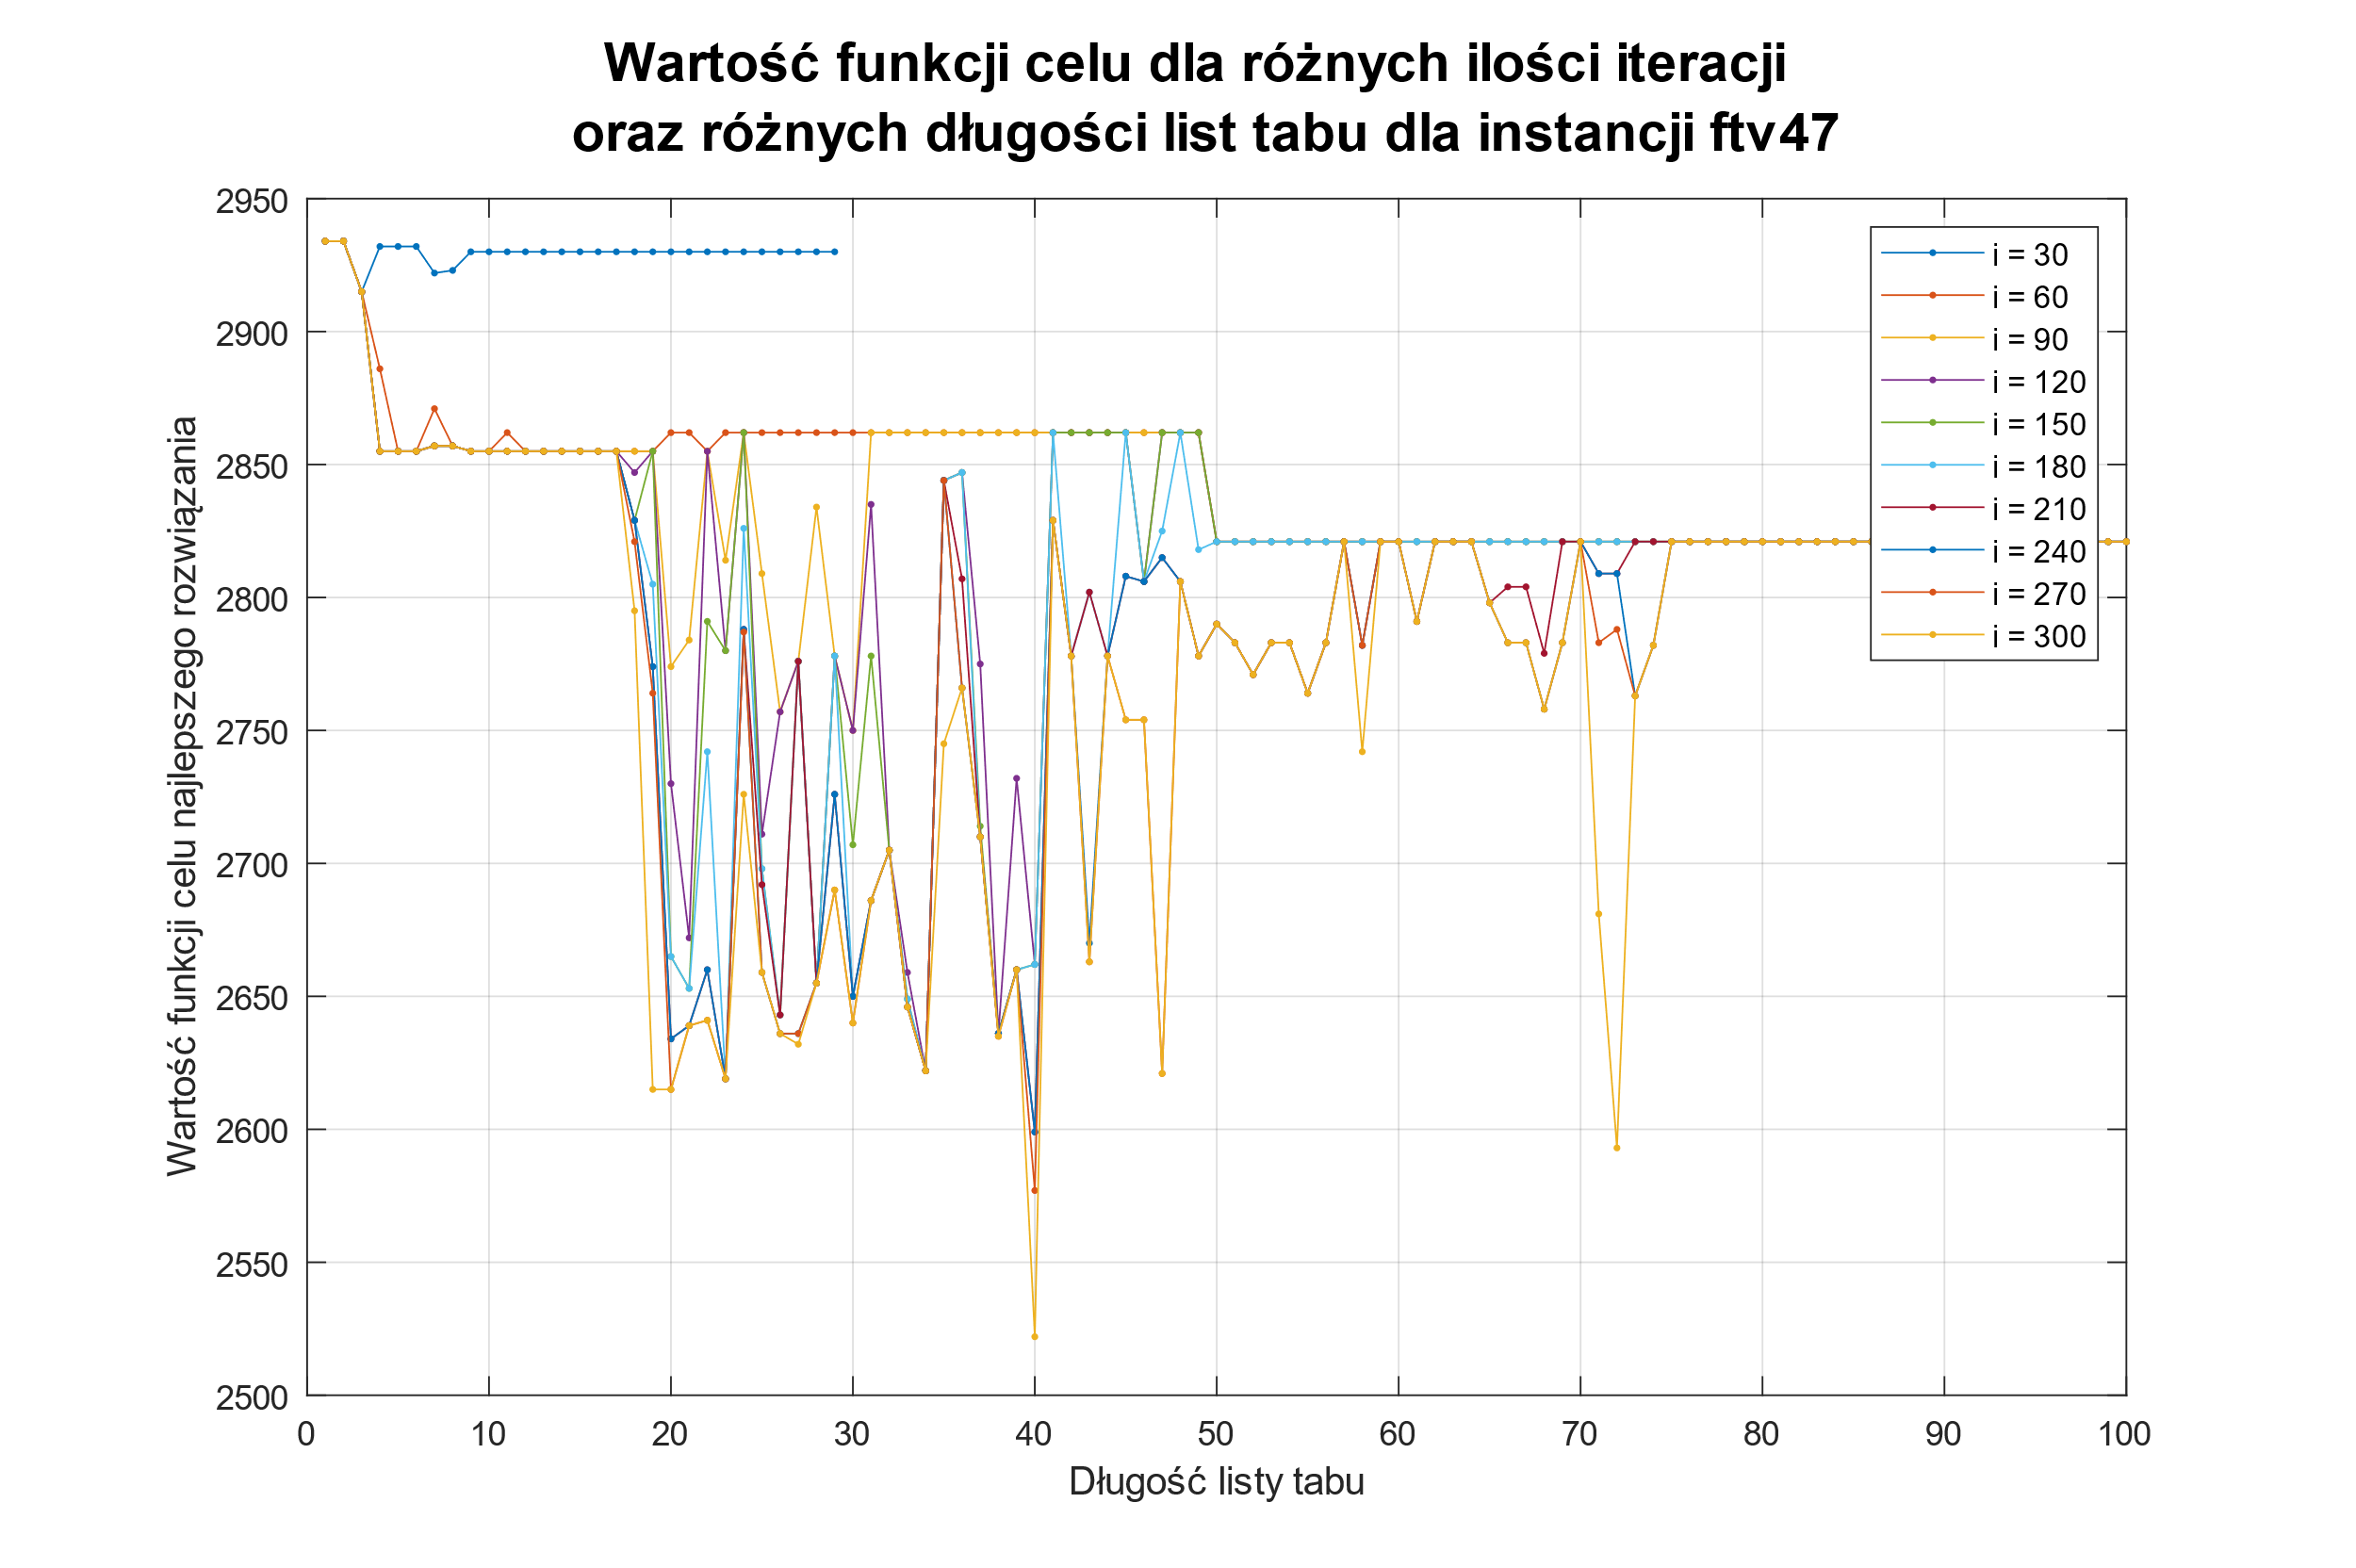 Wartość funkcji celu dla różnych ilości iteracji
oraz różnych długości list tabu dla instancji ftv47
Wartość funkcji celu najlepszego rozwiązania
2950
2900
2850
2800
2750
2700
2650
2600
2550
2500
0 10 20 30 40 50 60 70 80 90 100
Długość listy tabu
i = 30
i = 60
i = 90
i = 120
i = 150
i = 180
i = 210
i = 240
i = 270
i = 300